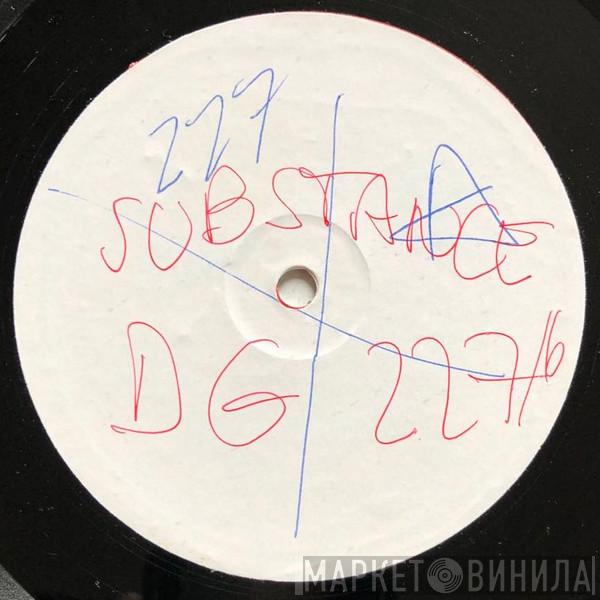 227
SUBSTANCE
A
DG 227/6
МАРКЕТ ВИНИЛА